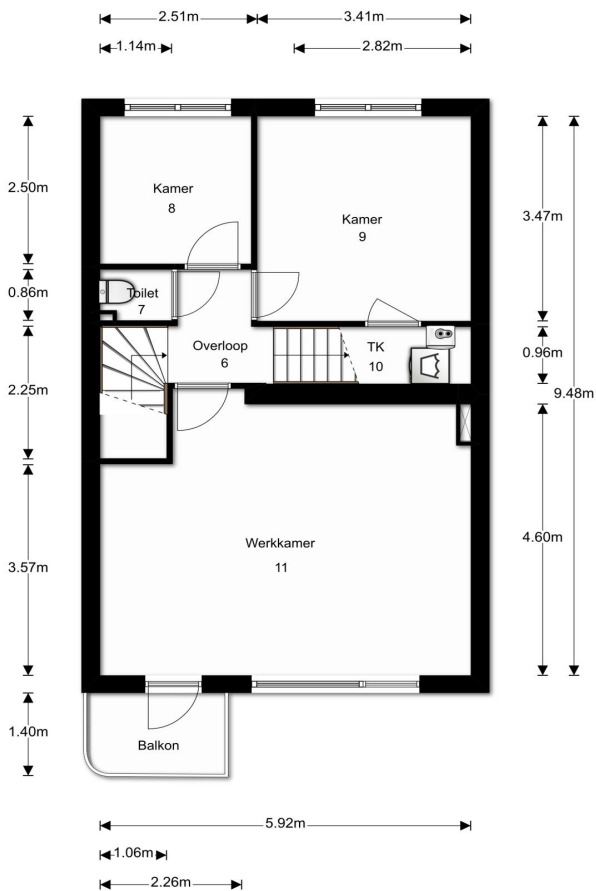 2.51m
3.41m
1.14m
2.82m
2.50m
Kamer
8
Kamer
9
3.47m
0.86m
Toilet
7
Overloop
6
TK
10
0.96m
2.25m
9.48m
4.60m
Werkkamer
11
3.57m
1.40m
Balkon
5.92m
1.06m
2.26m